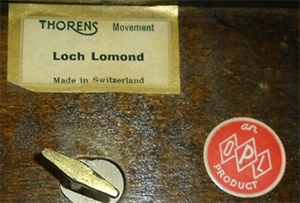 THORENS Movement
Loch Lomond
Made in Switzerland
an
OPL
PRODUCT